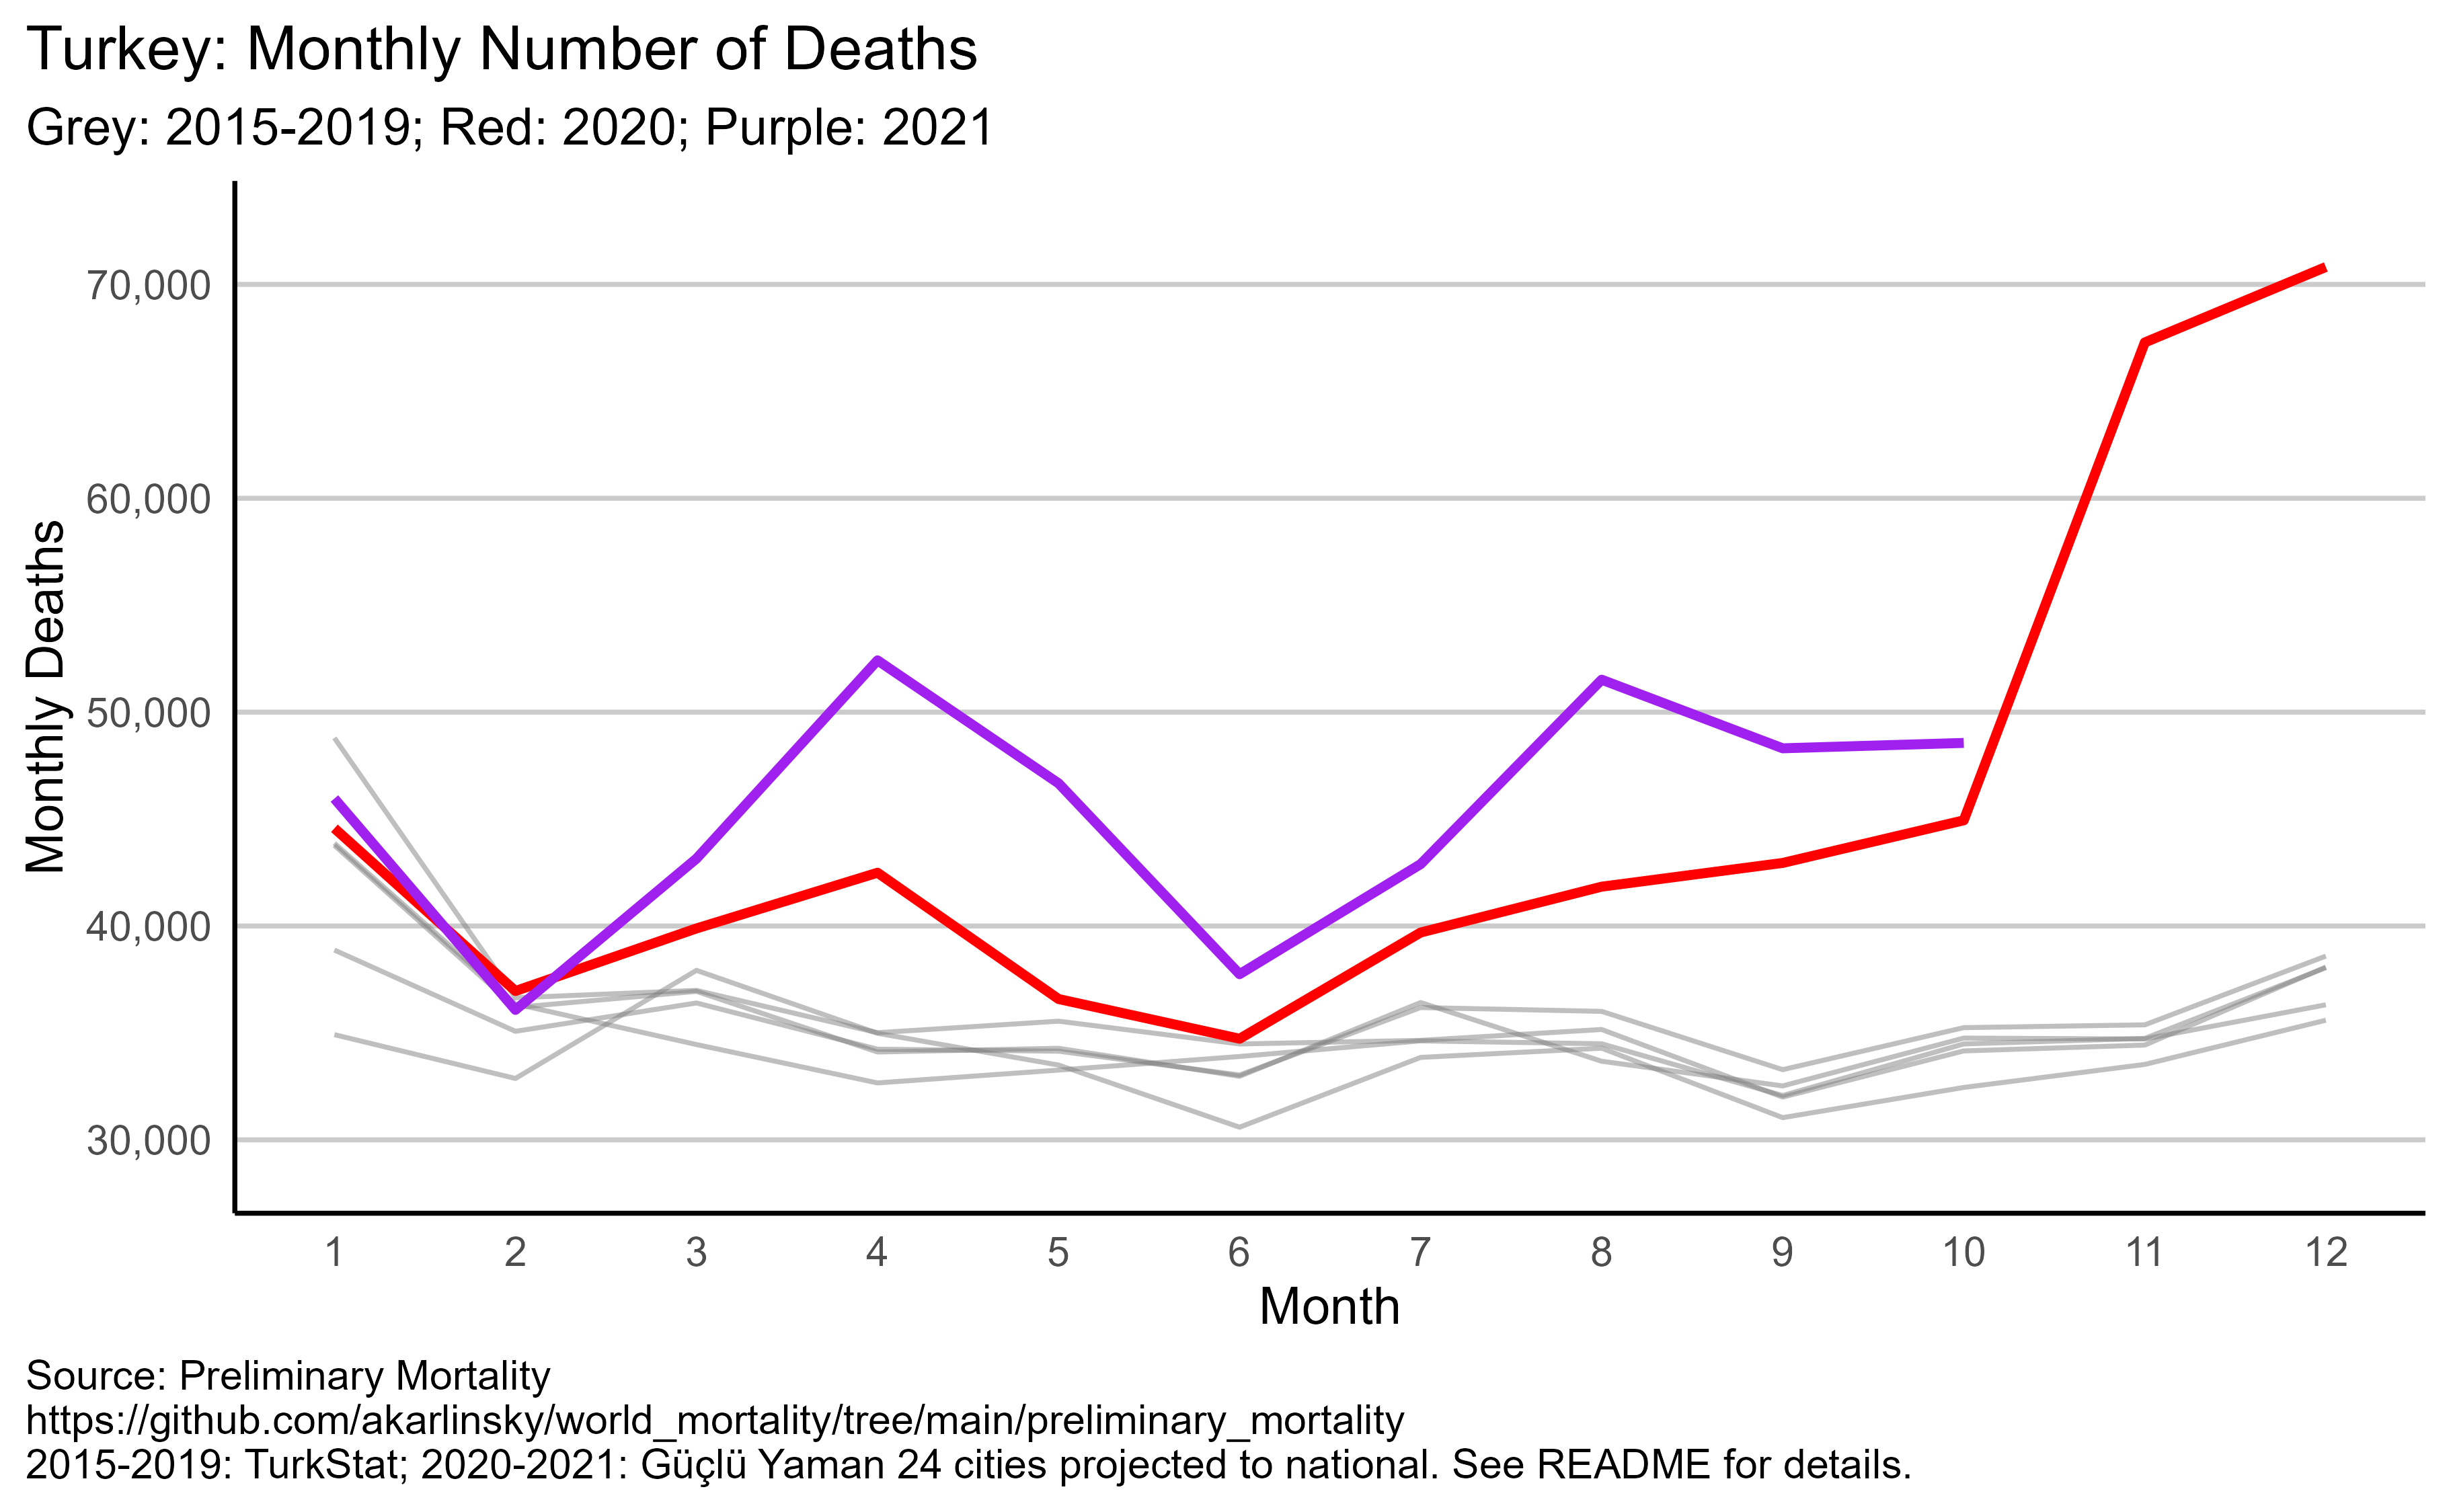 Turkey: Monthly Number of Deaths
Grey: 2015-2019; Red: 2020; Purple: 2021
Monthly Deaths
70,000
60,000
50,000
40,000
30,000
1 2 3 4 5 6 7 8 9 10 11 12
Month
Source: Preliminary Mortality
https://github.com/akarlinsky/world_mortality/tree/main/preliminary_mortality
2015-2019: TurkStat; 2020-2021: Güçlü Yaman 24 cities projected to national. See README for details.